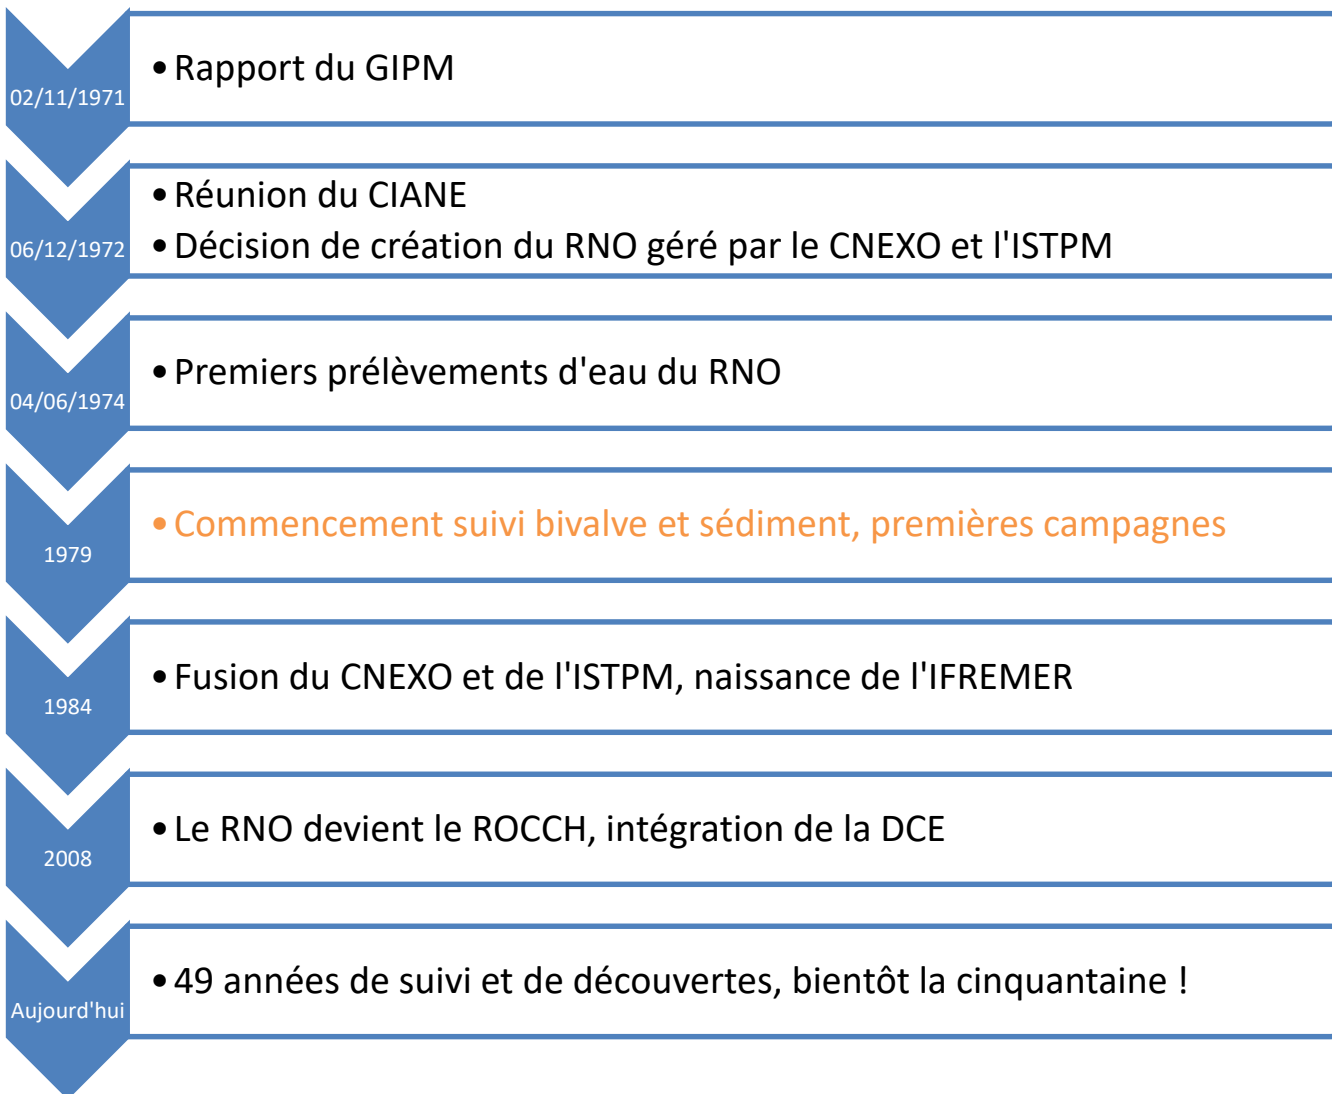 02/11/1971
• Rapport du GIPM
06/12/1972
• Réunion du CIANE
• Décision de création du RNO géré par le CNEXO et l'ISTPM
04/06/1974
• Premiers prélèvements d'eau du RNO
1979
• Commencement suivi bivalve et sédiment, premières campagnes
1984
• Fusion du CNEXO et de l'ISTPM, naissance de l'IFREMER
2008
• Le RNO devient le ROCCH, intégration de la DCE
Aujourd'hui
• 49 années de suivi et de découvertes, bientôt la cinquantaine !